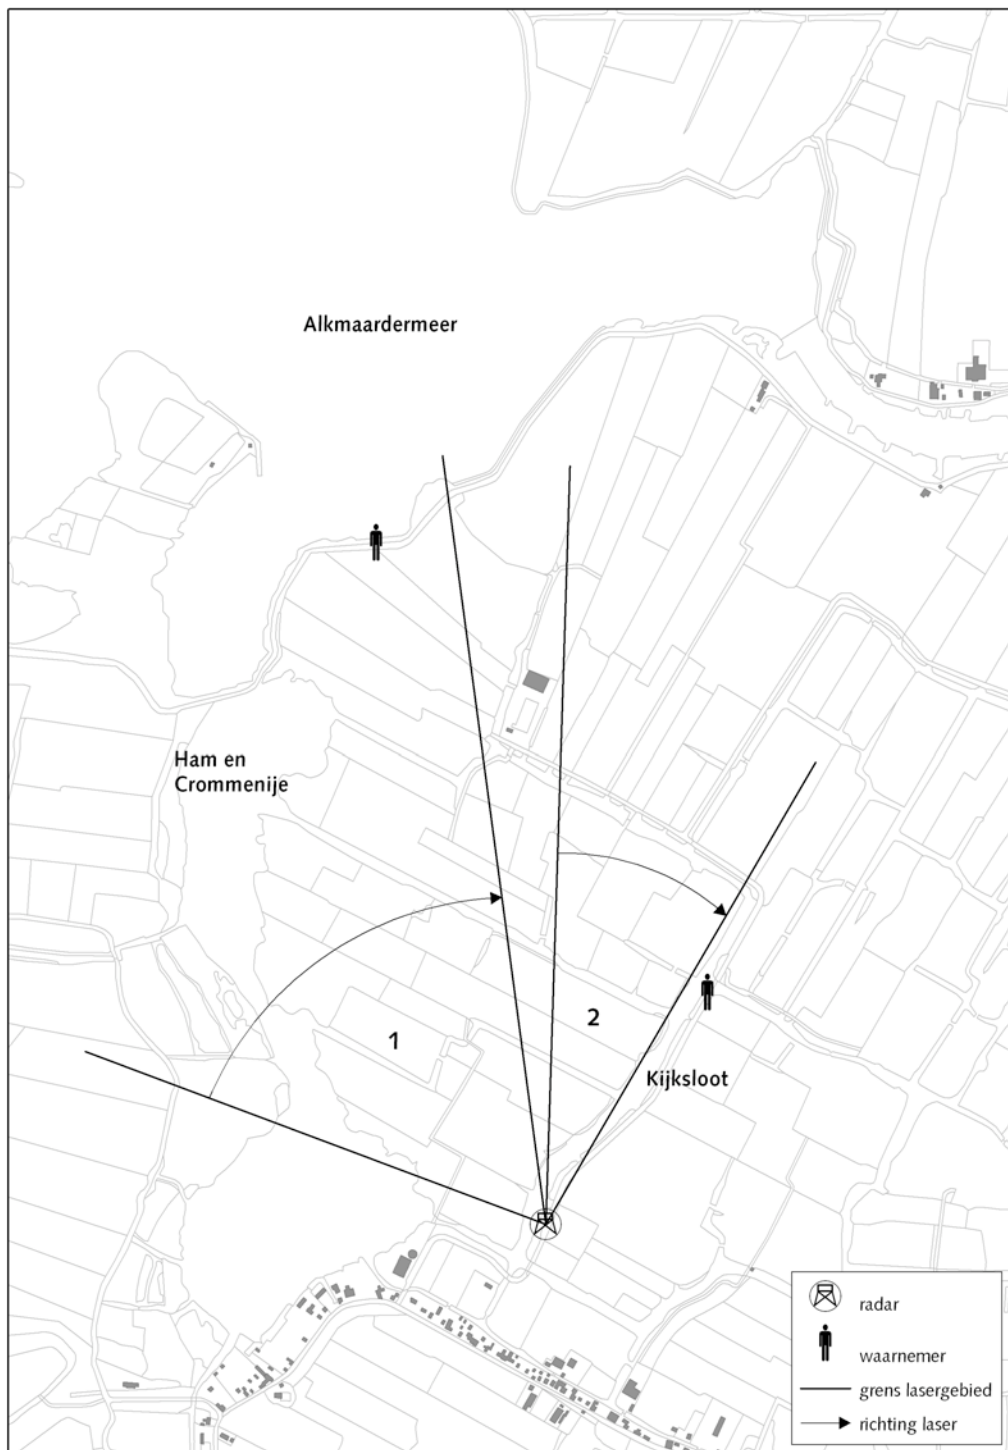 Alkmaardermeer
Ham en
Crommenije
1
2
Kijksloot
radar
waarnemer
grens lasergebied
richting laser